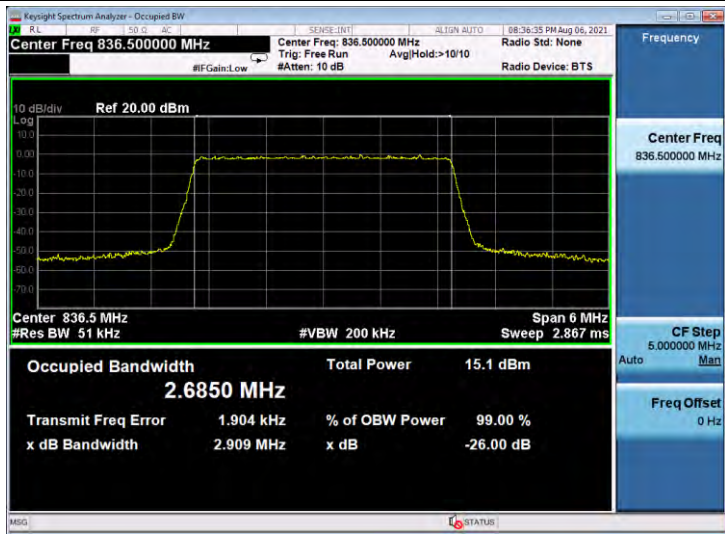 Keysight Spectrum Analyzer - Occupied BW
RL RF 50 Ω AC SENSE:INT ALIGN AUTO 08:36:35 PM Aug 06, 2021
Center Freq 836.500000 MHz
Center Freq: 836.500000 MHz
Radio Std: None
Trig: Free Run Avg|Hold:>10/10
#IFGain:Low
#Atten: 10 dB
Radio Device: BTS
10 dB/div Ref 20.00 dBm
Log
10.0
0.00
-10.0
-20.0
-30.0
-40.0
-50.0
-60.0
-70.0
Center 836.5 MHz Span 6 MHz
#Res BW 51 kHz #VBW 200 kHz Sweep 2.867 ms
Occupied Bandwidth Total Power 15.1 dBm
2.6850 MHz
Transmit Freq Error 1.904 kHz % of OBW Power 99.00 %
x dB Bandwidth 2.909 MHz x dB -26.00 dB
MSG STATUS
Frequency
Center Freq
836.500000 MHz
CF Step
5.000000 MHz
Auto Man
Freq Offset
0 Hz